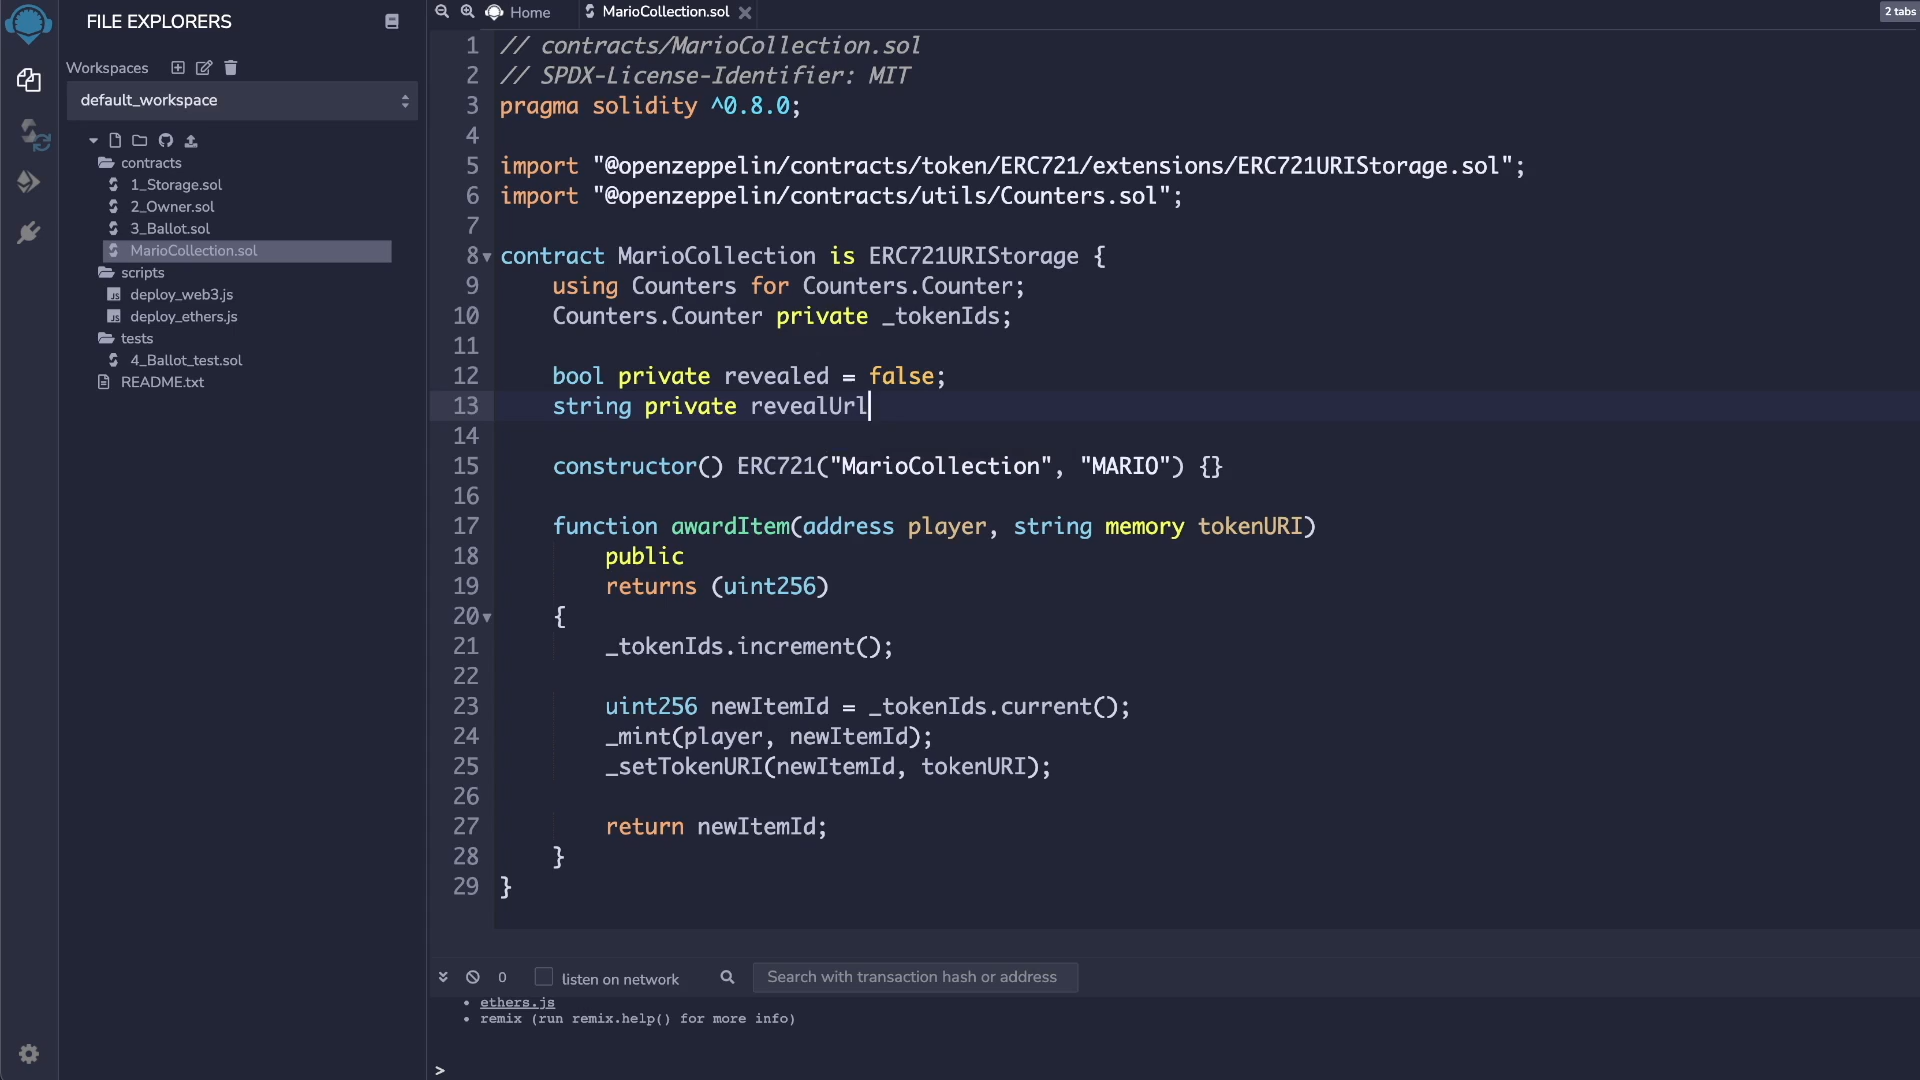 FILE EXPLORERS
Workspaces
default_workspace
contracts
1_Storage.sol
2_Owner.sol
3_Ballot.sol
MarioCollection.sol
scripts
deploy_web3.js
deploy_ethers.js
tests
4_Ballot_test.sol
README.txt
Home
MarioCollection.sol
2 tabs
1 // contracts/MarioCollection.sol
2 // SPDX-License-Identifier: MIT
3 pragma solidity ^0.8.0;
4
5 import "@openzeppelin/contracts/token/ERC721/extensions/ERC721URIStorage.sol";
6 import "@openzeppelin/contracts/utils/Counters.sol";
7
8 contract MarioCollection is ERC721URIStorage {
9     using Counters for Counters.Counter;
10     Counters.Counter private _tokenIds;
11
12     bool private revealed = false;
13     string private revealUrl
14
15     constructor() ERC721("MarioCollection", "MARIO") {}
16
17     function awardItem(address player, string memory tokenURI)
18         public
19         returns (uint256)
20     {
21         _tokenIds.increment();
22
23         uint256 newItemId = _tokenIds.current();
24         _mint(player, newItemId);
25         _setTokenURI(newItemId, tokenURI);
26
27         return newItemId;
28     }
29 }
0 listen on network Search with transaction hash or address
• ethers.js
• remix (run remix.help() for more info)
>